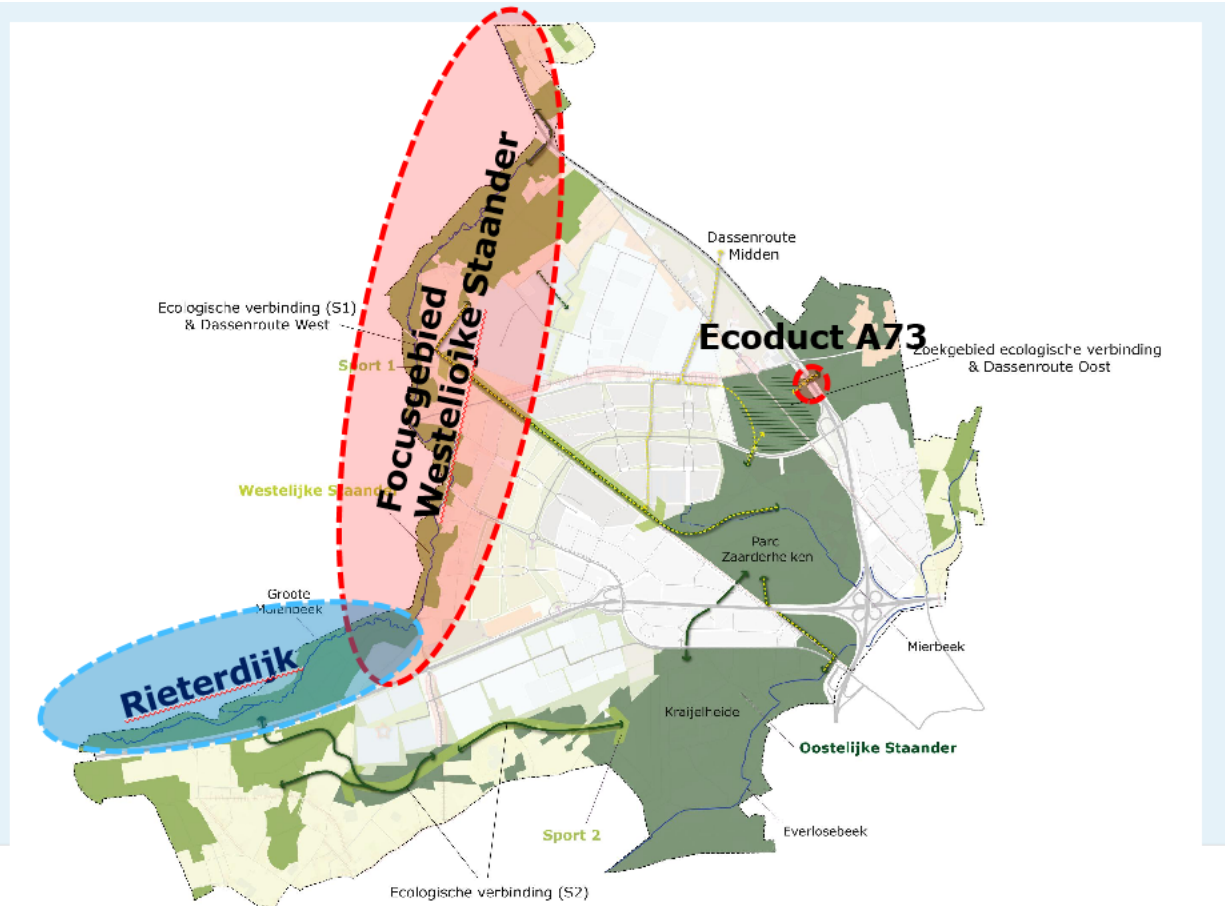 Focusgebied
Westelijke Staander
Dassenroute
Midden
Ecologische verbinding (S1)
& Dassenroute West
Ecoduct A73
Zoekgebied ecologische verbinding
& Dassenroute Oost
Sport 1
Westelijke Staander
Parc
Zaarderheiken
Groote
Molenbeek
Mierbeek
Rieterdijk
Kraijelheide
Oostelijke Staander
Sport 2
Everlosebeek
Ecologische verbinding (S2)